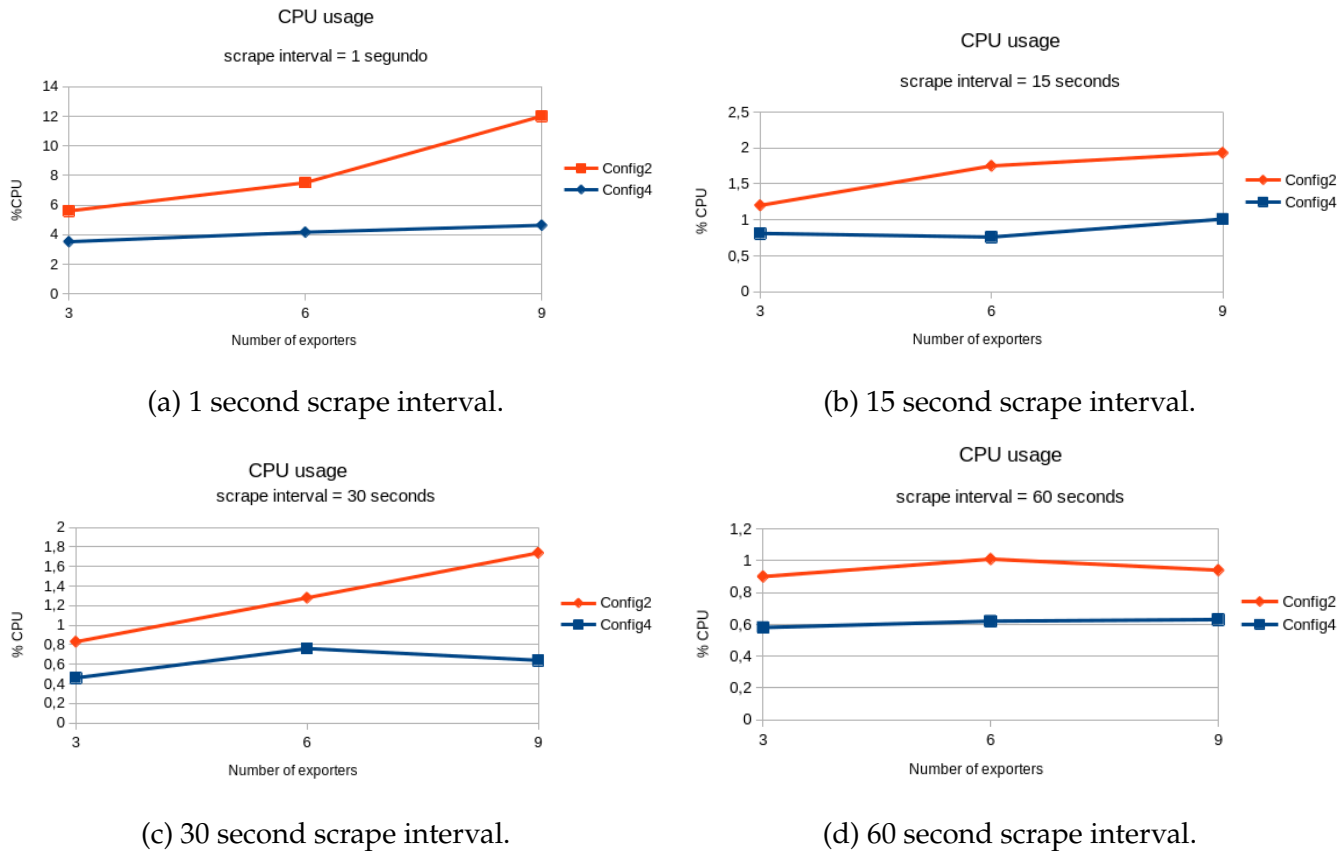 CPU usage
scrape interval = 1 segundo
14
12
10
8
6
4
2
0
%CPU
3
6
9
Number of exporters
Config2
Config4
(a) 1 second scrape interval.
CPU usage
scrape interval = 15 seconds
2,5
2
1,5
1
0,5
0
% CPU
3
6
9
Number of exporters
Config2
Config4
(b) 15 second scrape interval.
CPU usage
scrape interval = 30 seconds
2
1,8
1,6
1,4
1,2
1
0,8
0,6
0,4
0,2
0
% CPU
3
6
9
Number of exporters
Config2
Config4
(c) 30 second scrape interval.
CPU usage
scrape interval = 60 seconds
1,2
1
0,8
0,6
0,4
0,2
0
% CPU
3
6
9
Number of exporters
Config2
Config4
(d) 60 second scrape interval.